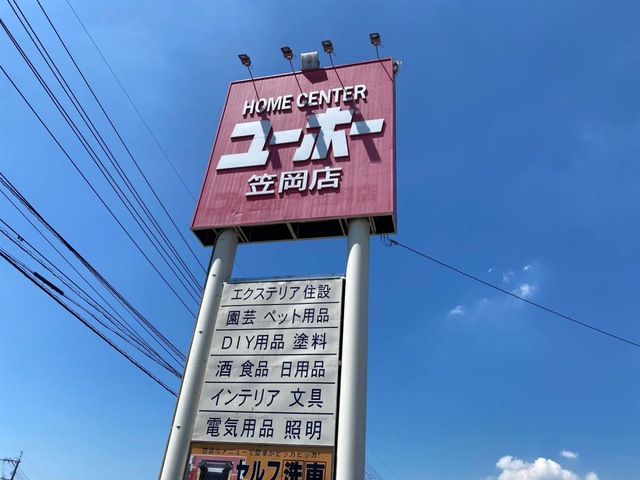 HOME CENTER
ユーホー
笠岡店
エクステリア 住設
園芸 ペット用品
DIY用品 塗料
酒 食品 日用品
インテリア 文具
電気用品 照明
セルフ洗車